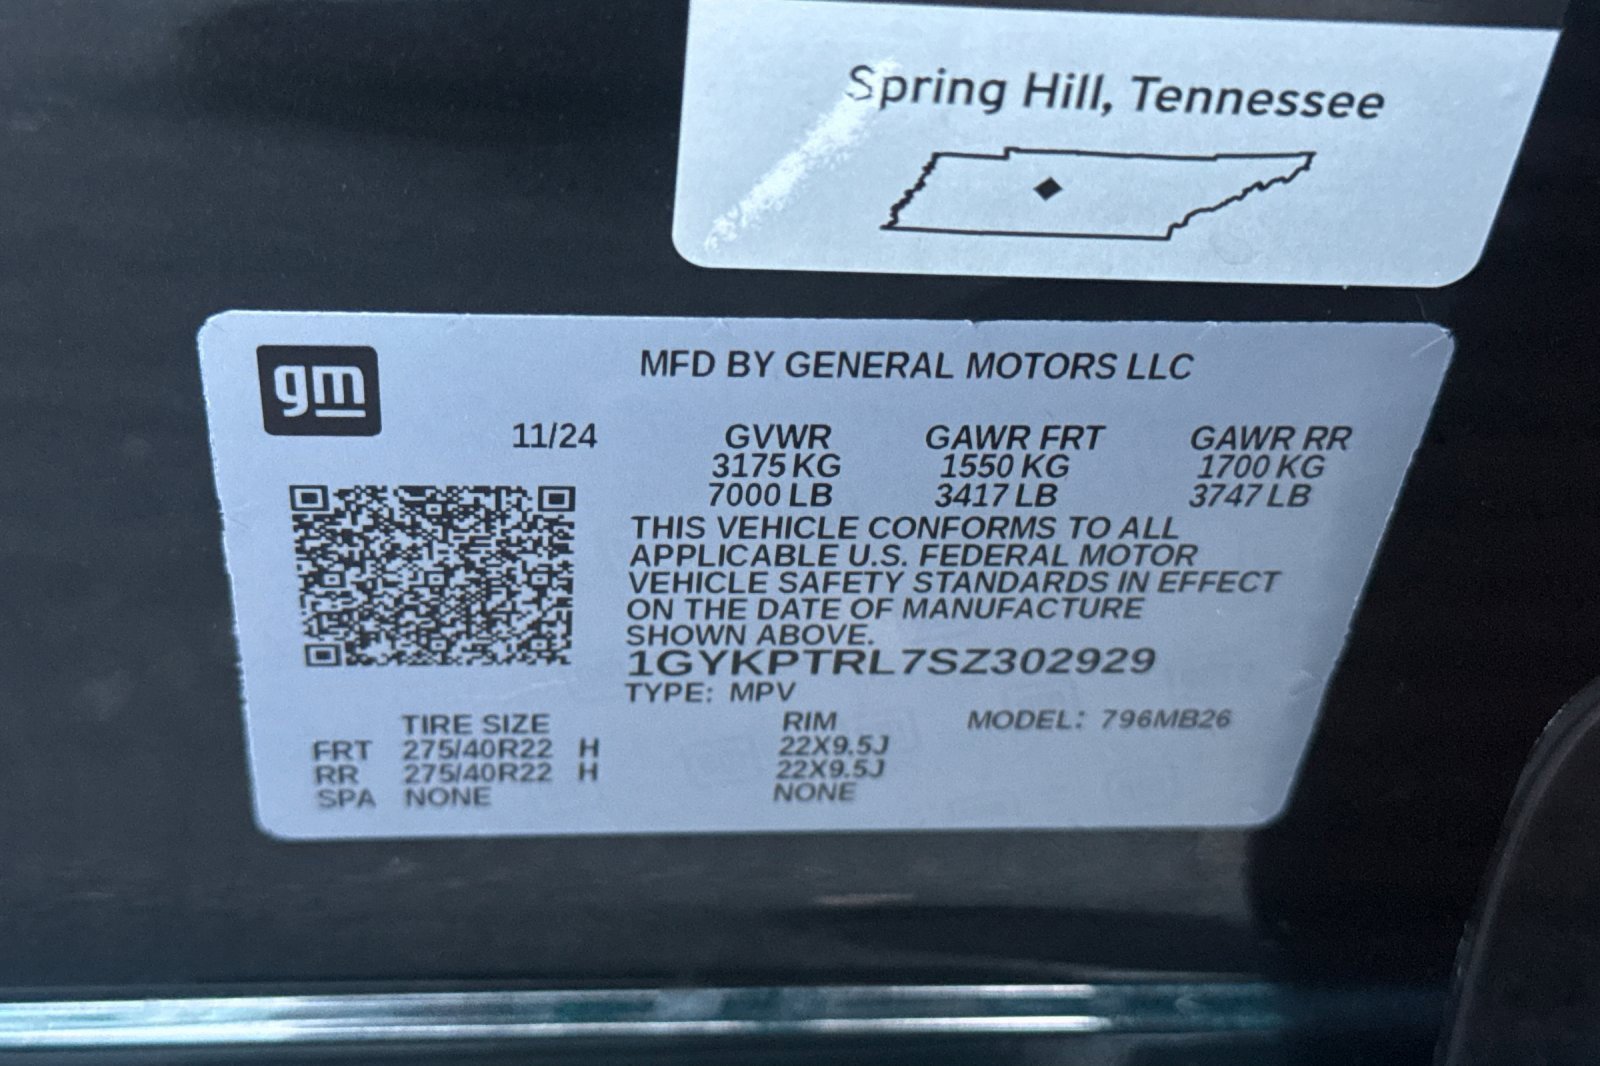 Spring Hill, Tennessee
gm
MFD BY GENERAL MOTORS LLC
11/24 GVWR GAWR FRT GAWR RR
3175 KG 1550 KG 1700 KG
7000 LB 3417 LB 3747 LB
THIS VEHICLE CONFORMS TO ALL
APPLICABLE U.S. FEDERAL MOTOR
VEHICLE SAFETY STANDARDS IN EFFECT
ON THE DATE OF MANUFACTURE
SHOWN ABOVE.
1GYKPTRL7SZ302929
TYPE: MPV
TIRE SIZE RIM MODEL: 796MB26
FRT 275/40R22 H 22X9.5J
RR 275/40R22 H 22X9.5J
SPA NONE NONE